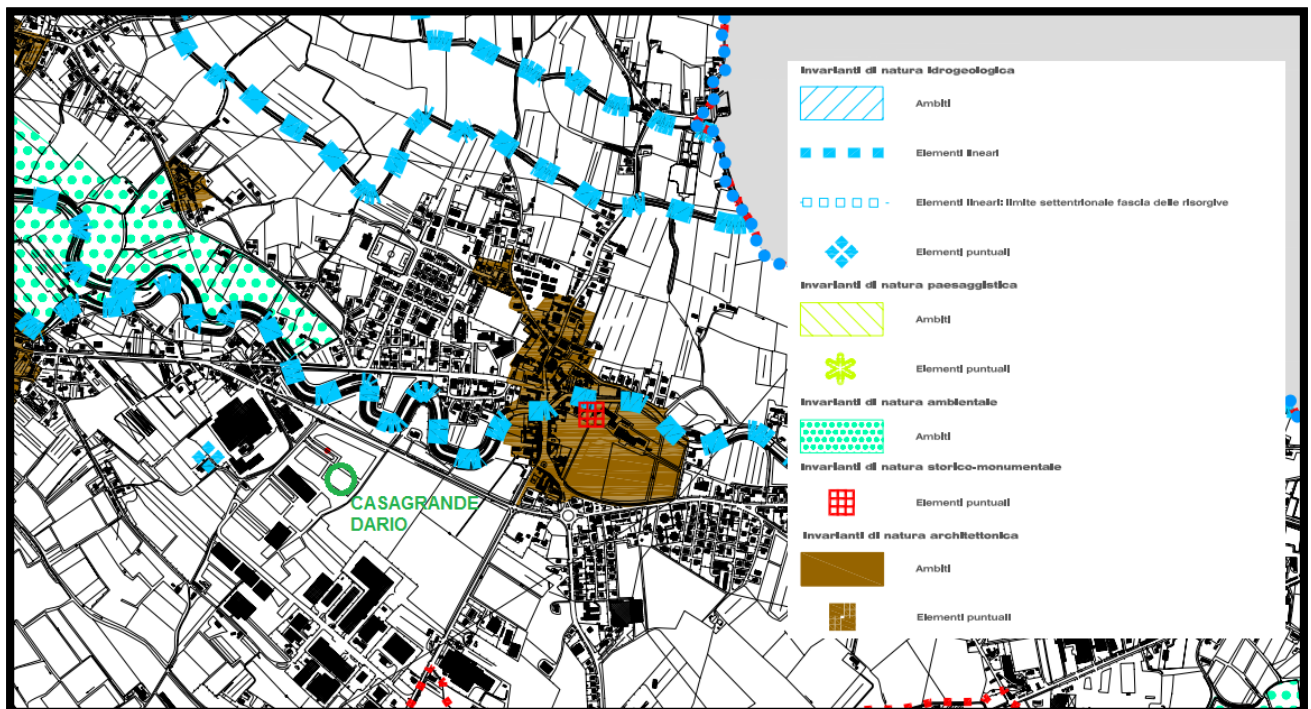 Invarianti di natura idrogeologica
Ambiti
Elementi lineari
Elementi lineari: limite settentrionale fascia delle risorgive
Elementi puntuali
Invarianti di natura paesaggistica
Ambiti
Elementi puntuali
Invarianti di natura ambientale
Ambiti
Invarianti di natura storico-monumentale
Elementi puntuali
Invarianti di natura architettonica
Ambiti
Elementi puntuali
CASAGRANDE
DARIO